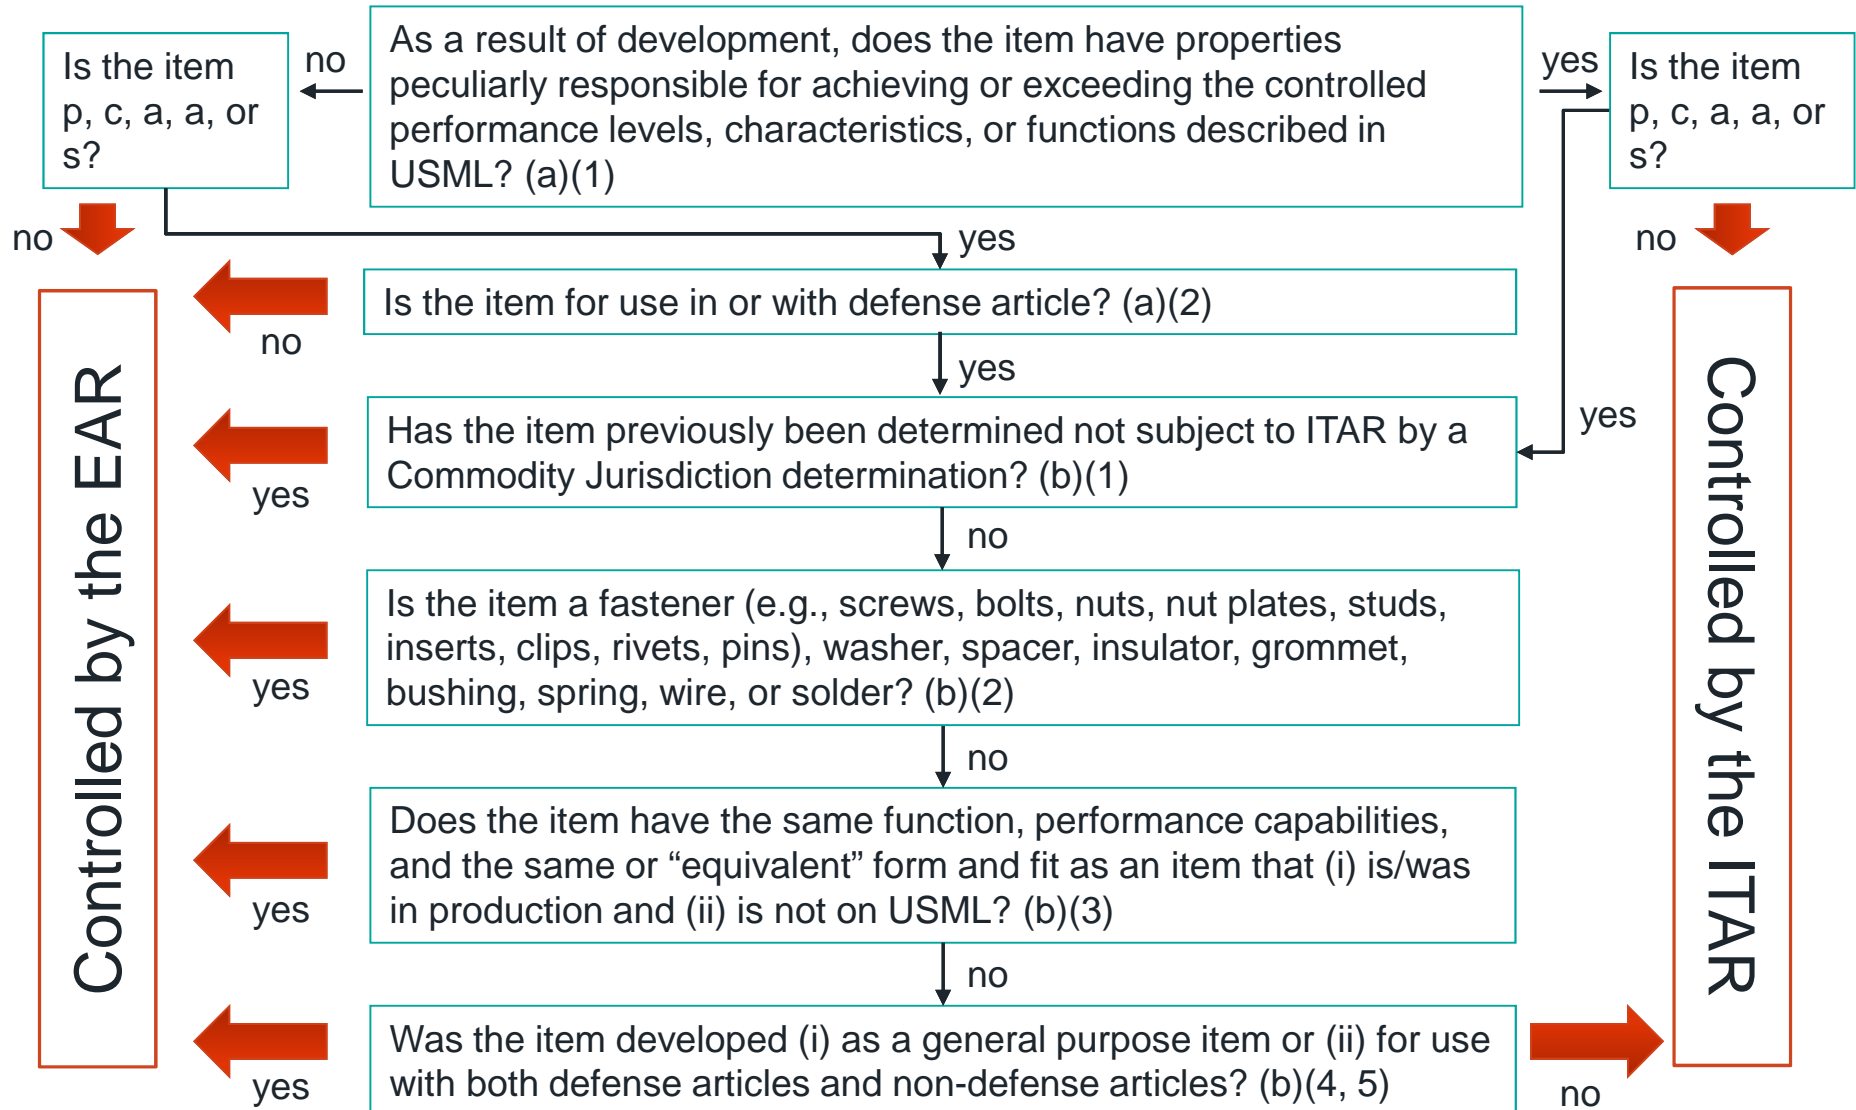 Is the item
p, c, a, a, or
s?
no
As a result of development, does the item have properties
peculiarly responsible for achieving or exceeding the controlled
performance levels, characteristics, or functions described in
USML? (a)(1)
yes
Is the item
p, c, a, a, or
s?
no
yes
no
Is the item for use in or with defense article? (a)(2)
no
yes
Has the item previously been determined not subject to ITAR by a
Commodity Jurisdiction determination? (b)(1)
yes
yes
no
Is the item a fastener (e.g., screws, bolts, nuts, nut plates, studs,
inserts, clips, rivets, pins), washer, spacer, insulator, grommet,
bushing, spring, wire, or solder? (b)(2)
yes
no
Does the item have the same function, performance capabilities,
and the same or “equivalent” form and fit as an item that (i) is/was
in production and (ii) is not on USML? (b)(3)
yes
no
Was the item developed (i) as a general purpose item or (ii) for use
with both defense articles and non-defense articles? (b)(4, 5)
yes
no
Controlled by the EAR
Controlled by the ITAR